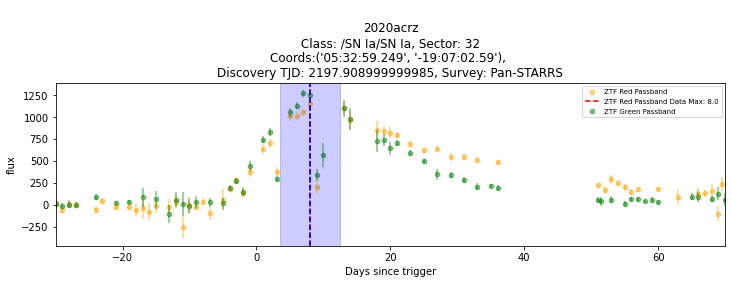 2020acrz
Class: /SN Ia/SN Ia, Sector: 32
Coords:('05:32:59.249', '-19:07:02.59'),
Discovery TJD: 2197.908999999985, Survey: Pan-STARRS
ZTF Red Passband
ZTF Red Passband Data Max: 8.0
ZTF Green Passband
flux
1250
1000
750
500
250
0
−250
−20
0
20
40
60
Days since trigger